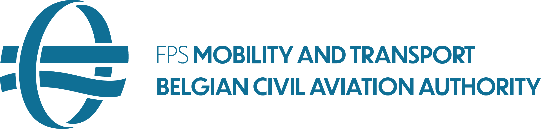 FPS MOBILITY AND TRANSPORT
BELGIAN CIVIL AVIATION AUTHORITY